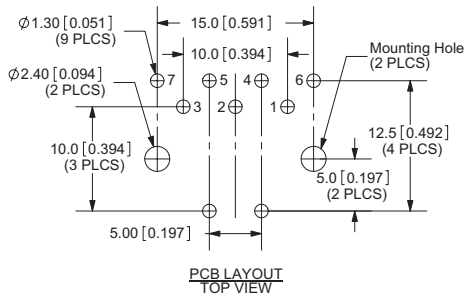 Ø1.30 [0.051]
(9 PLCS)
15.0 [0.591]
10.0 [0.394]
Mounting Hole
(2 PLCS)
Ø2.40 [0.094]
(2 PLCS)
7
5
4
6
3
2
1
10.0 [0.394]
(3 PLCS)
12.5 [0.492]
(4 PLCS)
5.0 [0.197]
(2 PLCS)
5.00 [0.197]
PCB LAYOUT
TOP VIEW